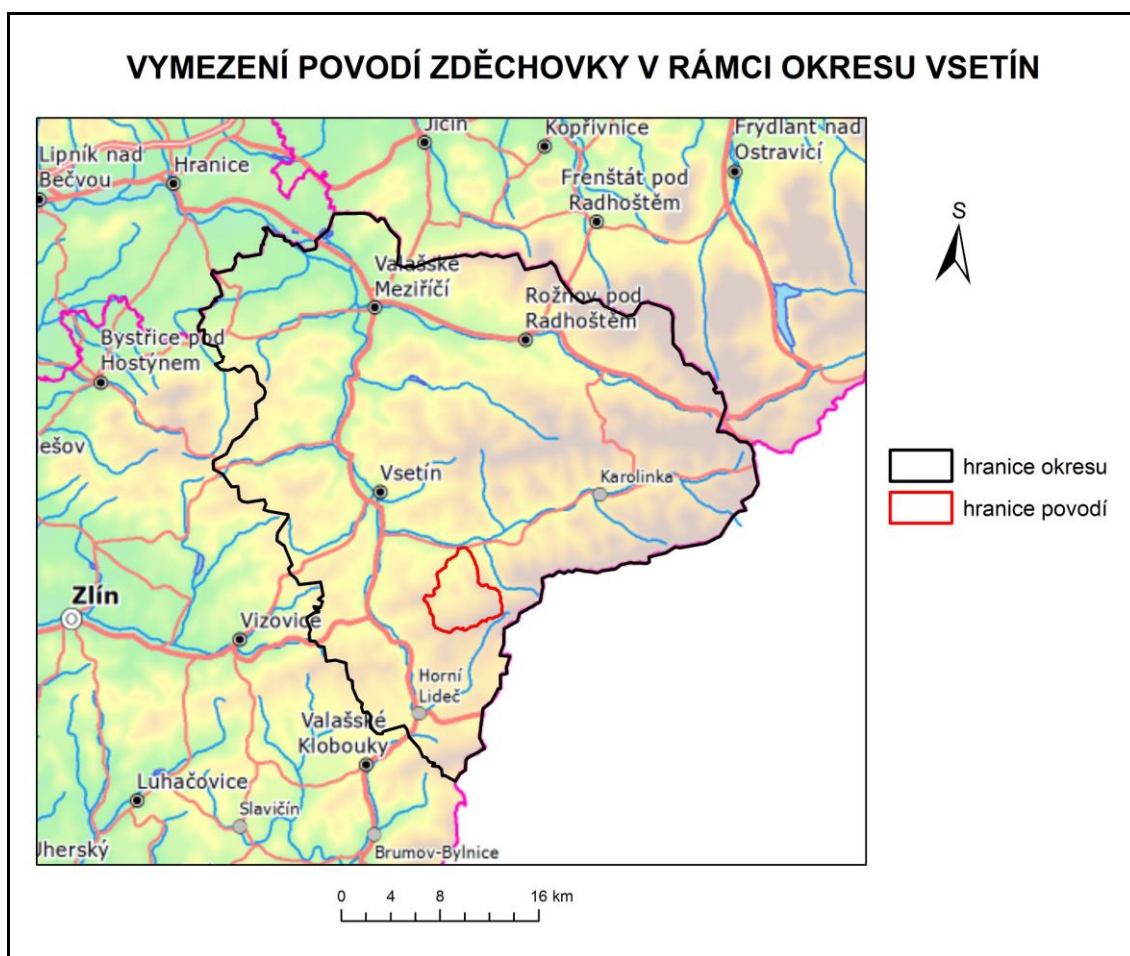 VYMEZENÍ POVODÍ ZDĚCHOVKY V RÁMCI OKRESU VSETÍN
Jičín
Kopřivnice
Frýdlant nad
Ostravicí
Lipník nad
Bečvou
Hranice
Frenštát pod
Radhoštěm
S
Valašské
Meziříčí
Rožnov pod
Radhoštěm
Bystřice pod
Hostýnem
ešov
Vsetín
Karolinka
hranice okresu
hranice povodí
Zlín
Vizovice
Horní
Lideč
Valašské
Klobouky
Luhačovice
Slavičín
Uherský
Brumov-Bylnice
0 4 8 16 km